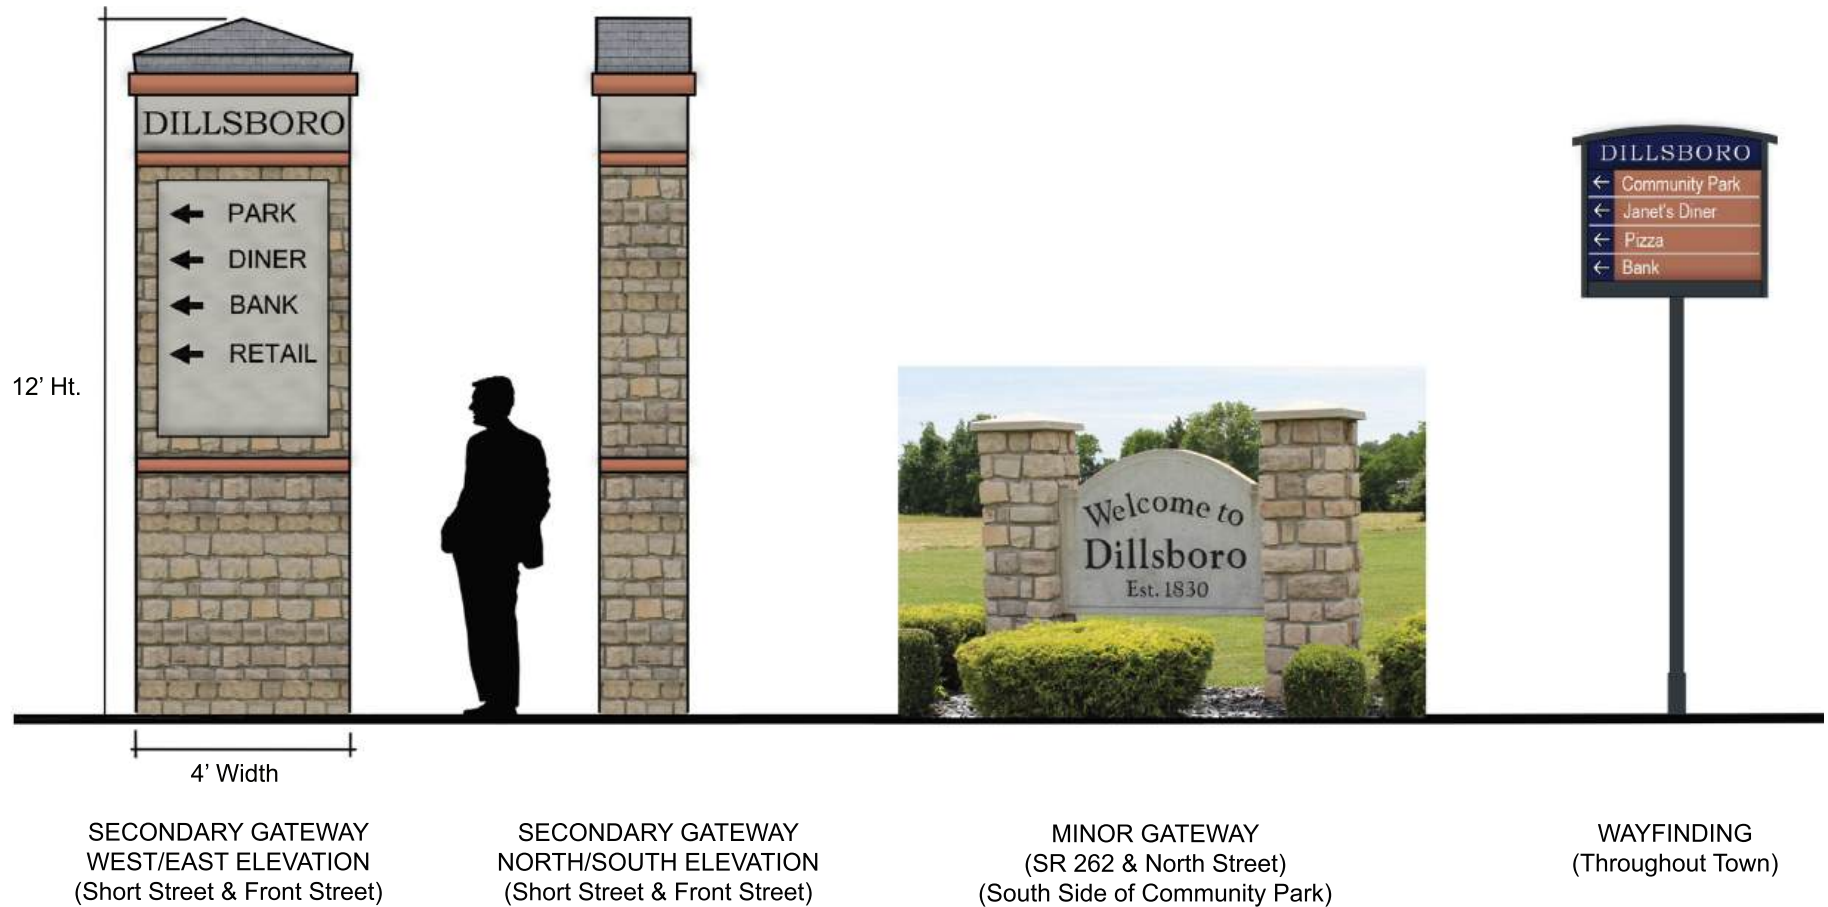 DILLSBORO
← PARK
← DINER
← BANK
← RETAIL
12’ Ht.
4’ Width
SECONDARY GATEWAY
WEST/EAST ELEVATION
(Short Street & Front Street)
SECONDARY GATEWAY
NORTH/SOUTH ELEVATION
(Short Street & Front Street)
Welcome to
Dillsboro
Est. 1830
MINOR GATEWAY
(SR 262 & North Street)
(South Side of Community Park)
DILLSBORO
← Community Park
← Janet's Diner
← Pizza
← Bank
WAYFINDING
(Throughout Town)